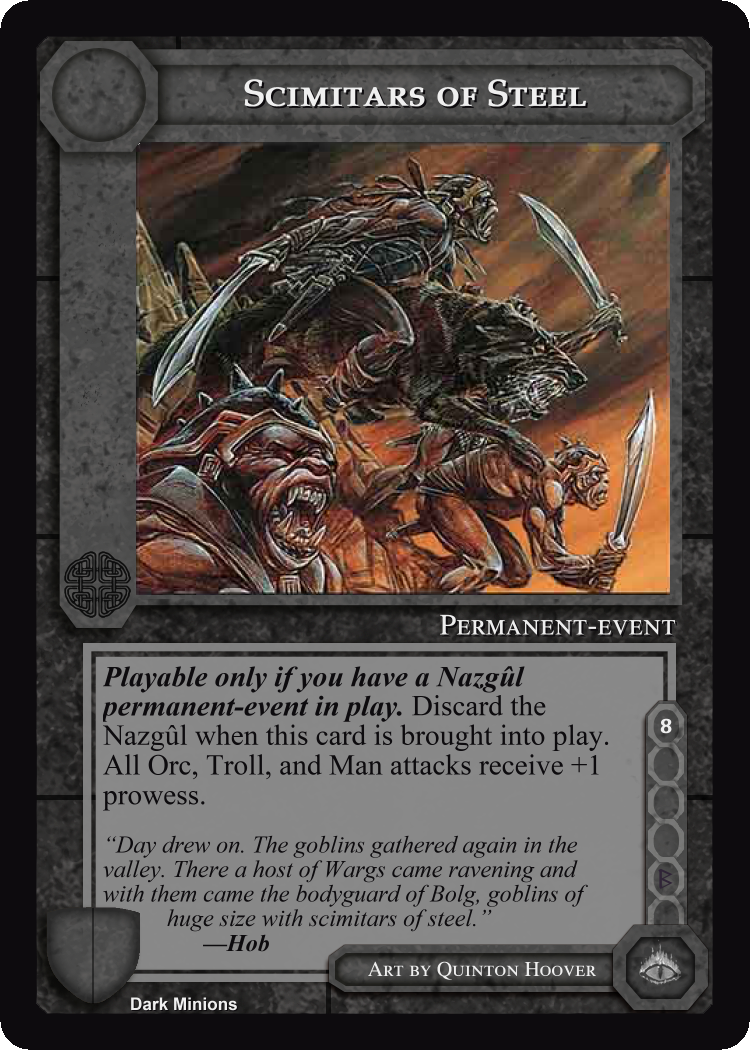 Scimitars of Steel
Permanent-event
Playable only if you have a Nazgûl
permanent-event in play. Discard the
Nazgûl when this card is brought into play.
All Orc, Troll, and Man attacks receive +1
prowess.
8
“Day drew on. The goblins gathered again in the
valley. There a host of Wargs came ravening and
with them came the bodyguard of Bolg, goblins of
huge size with scimitars of steel.”
—Hob
B
Art by Quinton Hoover
Dark Minions